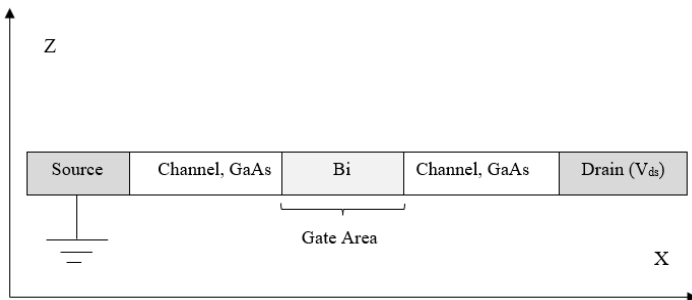 Z
Source
Channel, GaAs
Bi
Channel, GaAs
Drain (Vds)
Gate Area
X